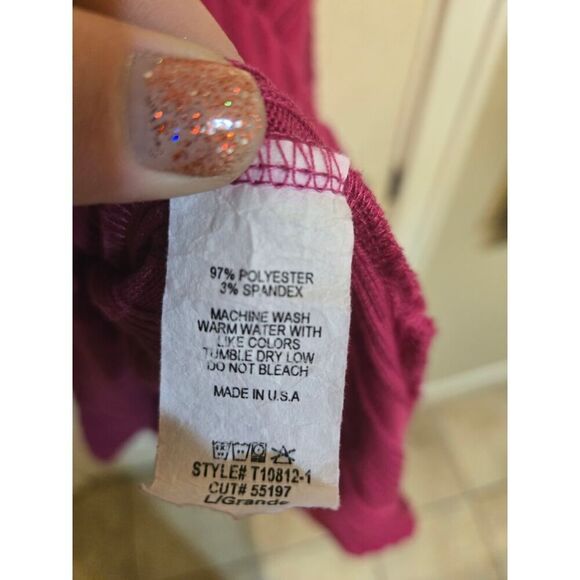 97% POLYESTER
3% SPANDEX
MACHINE WASH
WARM WATER WITH
LIKE COLORS
TUMBLE DRY LOW
DO NOT BLEACH
MADE IN U.S.A
STYLE# T10812-1
CUT# 55197
L/Grande